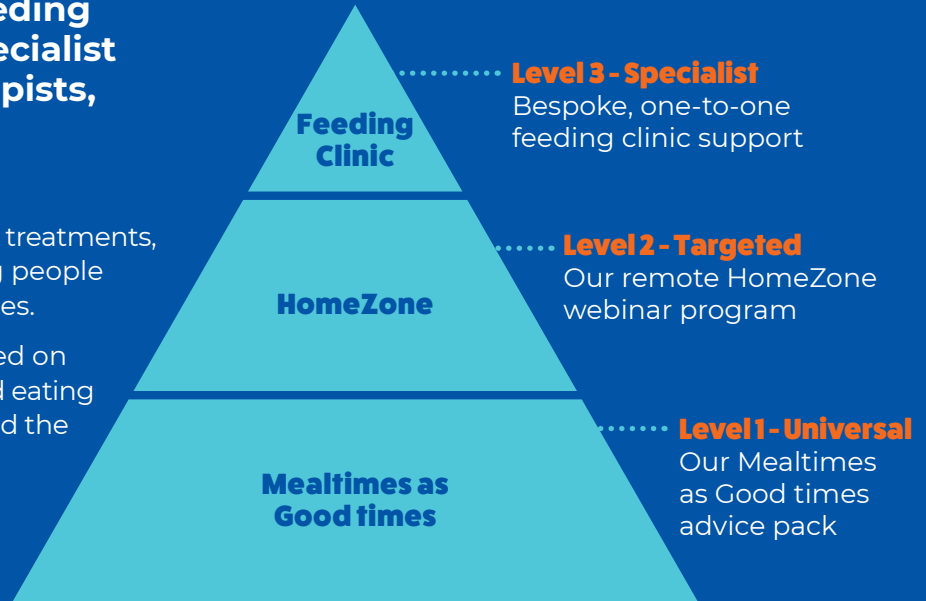 eding
ecialist
pists,
treatments,
g people
es.
ed on
d eating
d the
Feeding
Clinic
Level 3 - Specialist
Bespoke, one-to-one
feeding clinic support
HomeZone
Level 2 - Targeted
Our remote HomeZone
webinar program
Mealtimes as
Good times
Level 1 - Universal
Our Mealtimes
as Good times
advice pack